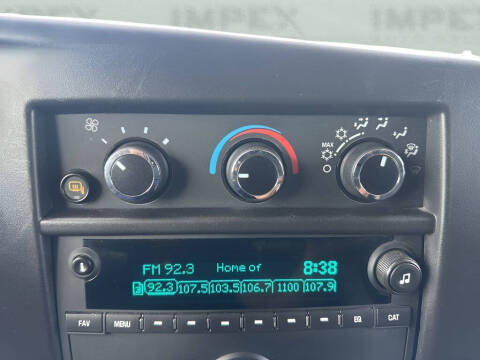 IMPEX
IMPEX
MAX
FM 92.3 Home of 8:38
92.3 107.5 103.5 106.7 1100 107.9
FAV MENU EQ CAT